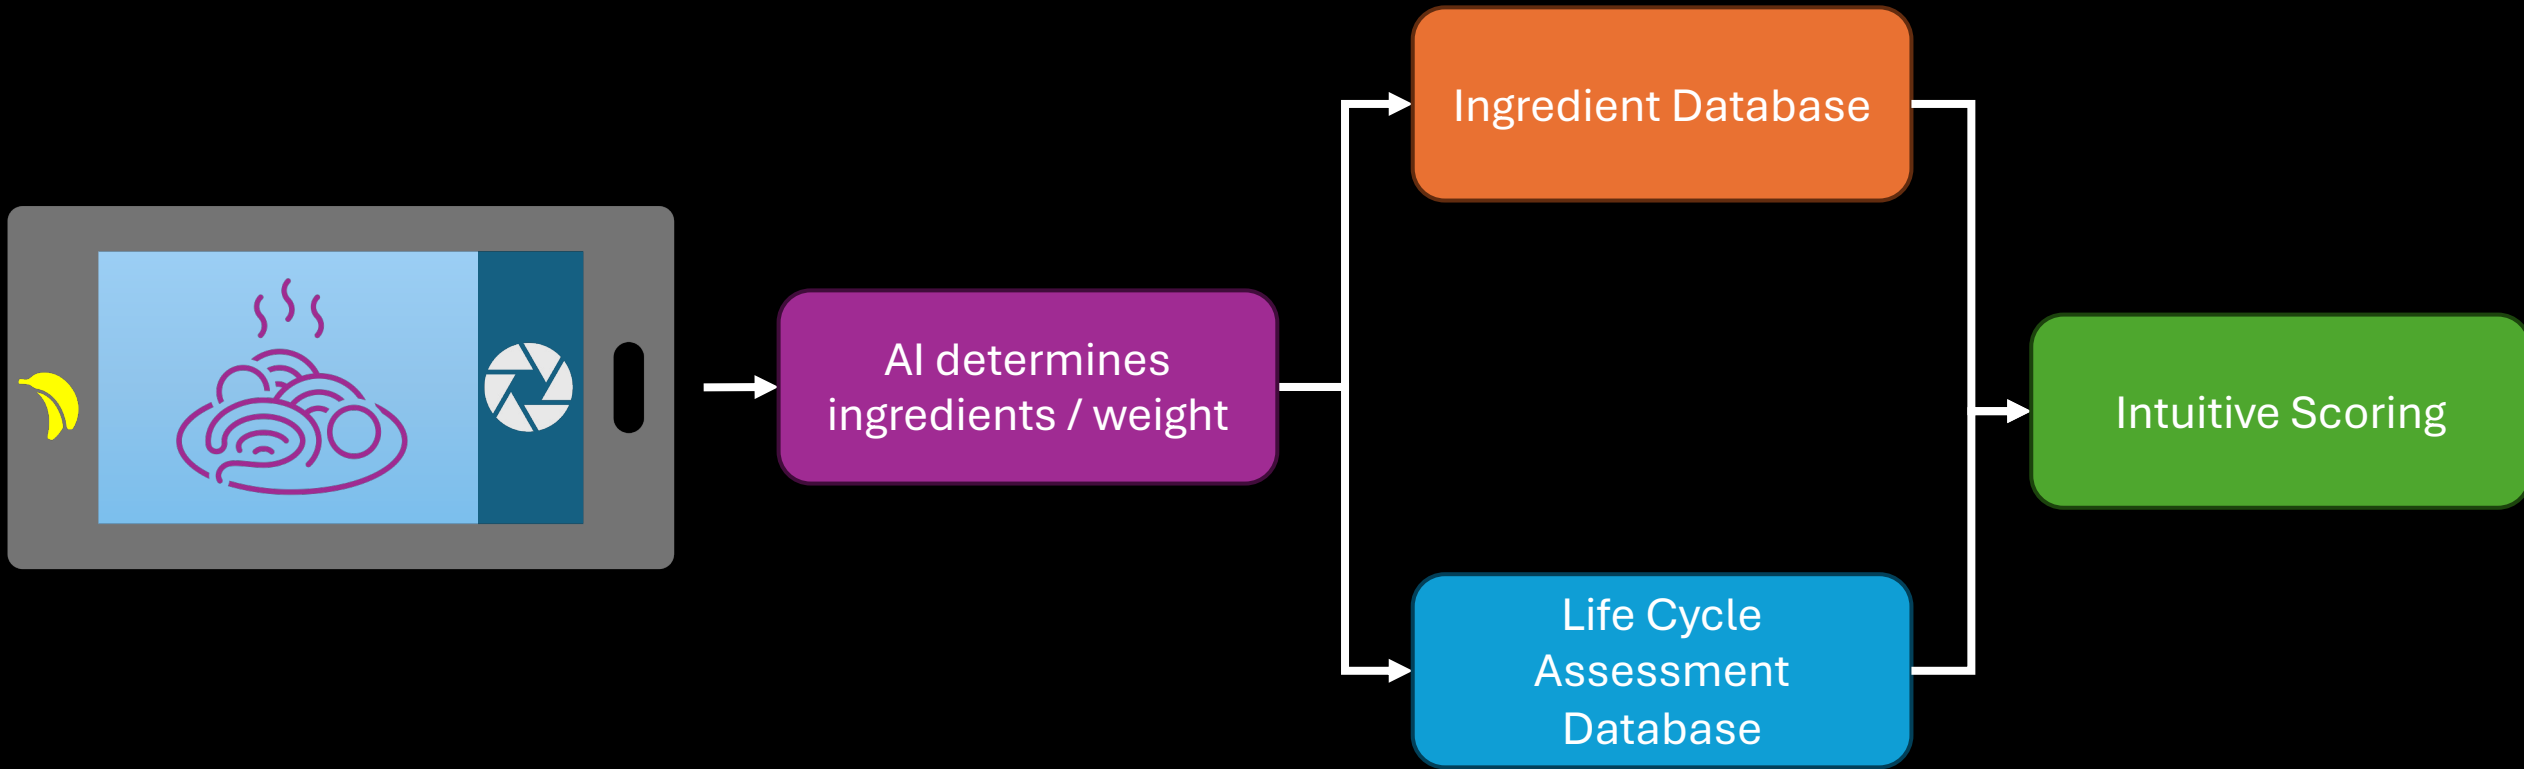 Ingredient Database
AI determines
ingredients / weight
Intuitive Scoring
Life Cycle
Assessment
Database